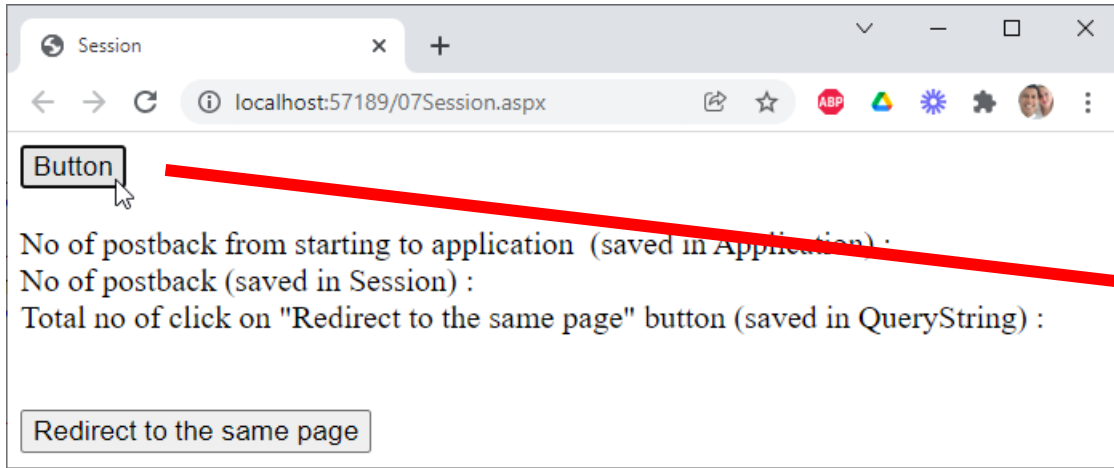 Session
localhost:57189/07Session.aspx
ABP
Button
No of postback from starting to application (saved in Application) :
No of postback (saved in Session) :
Total no of click on "Redirect to the same page" button (saved in QueryString) :
Redirect to the same page